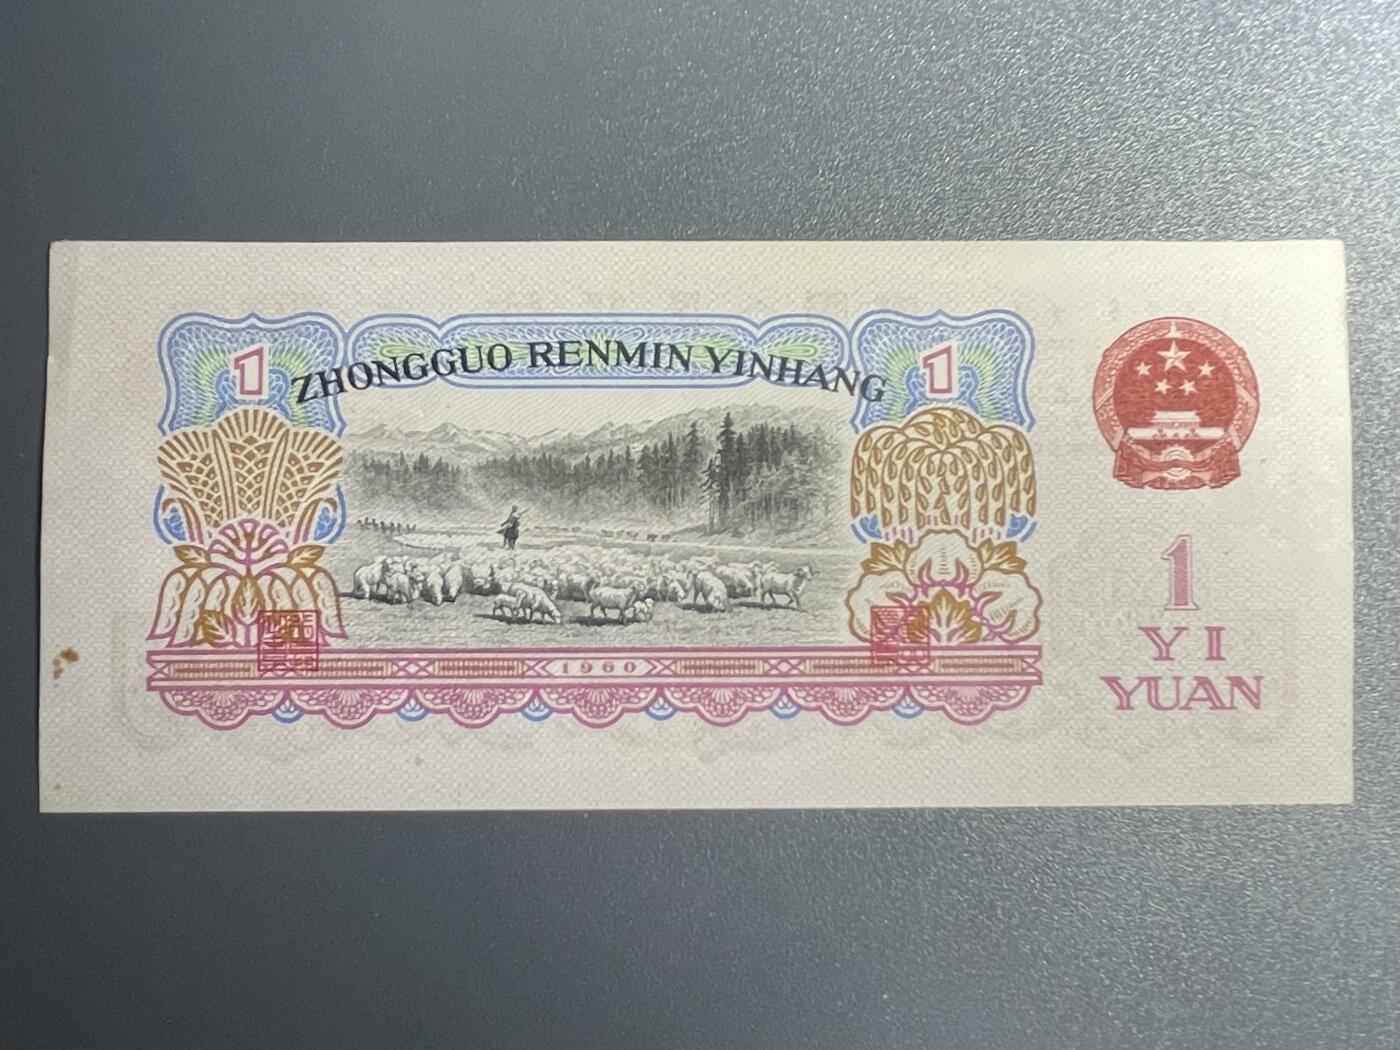 1
1
ZHONGGUO RENMIN YINHANG
1960
1
YI
YUAN